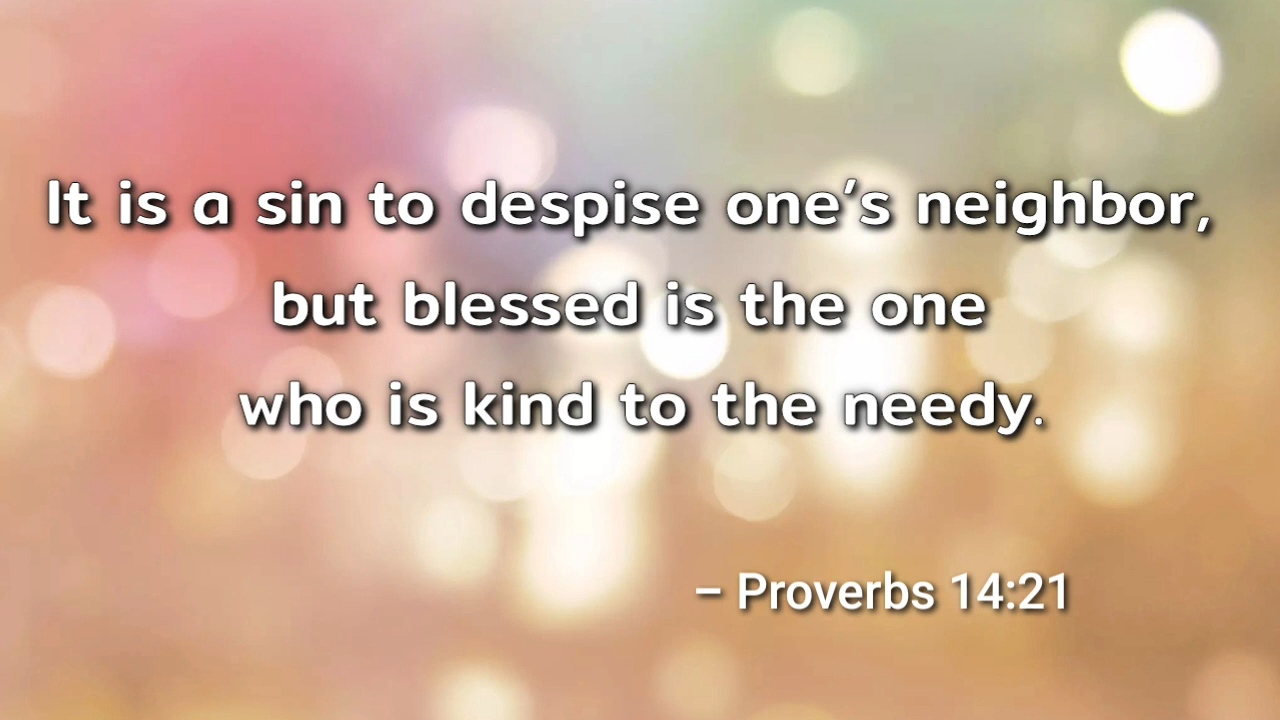 It is a sin to despise one’s neighbor,
but blessed is the one
who is kind to the needy.
– Proverbs 14:21